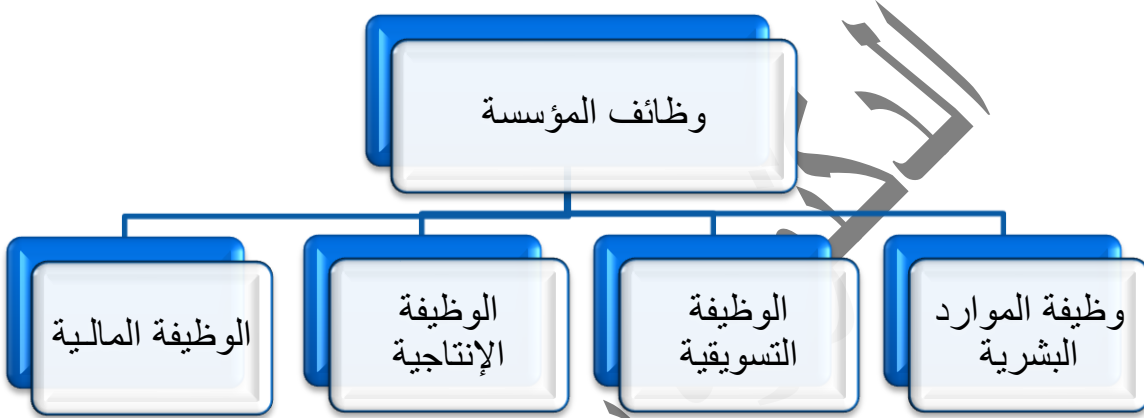 وظائف المؤسسة
وظيفة الموارد
البشرية
الوظيفة
التسويقية
الوظيفة
الإنتاجية
الوظيفة المالية